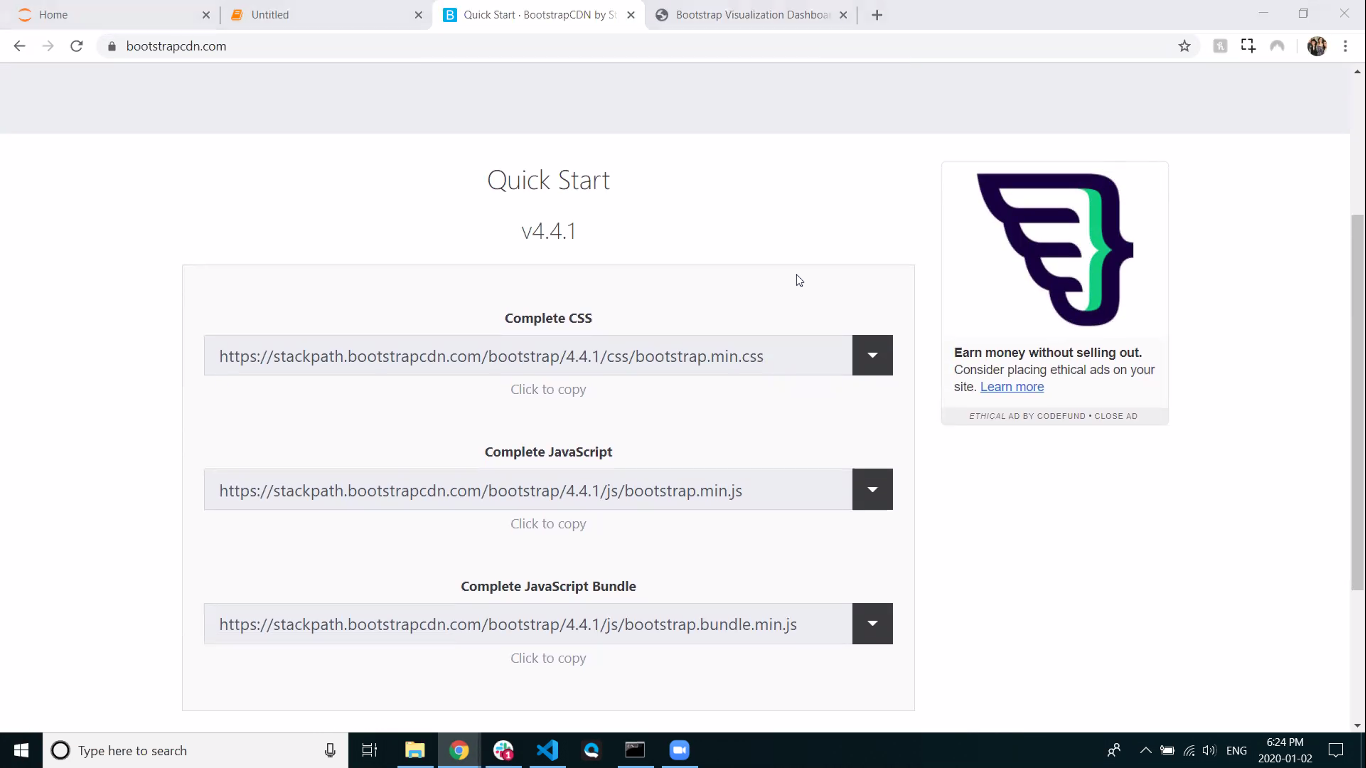 Home
Untitled
Quick Start · BootstrapCDN by St
Bootstrap Visualization Dashboa
bootstrapcdn.com
Quick Start
v4.4.1
Complete CSS
https://stackpath.bootstrapcdn.com/bootstrap/4.4.1/css/bootstrap.min.css
Click to copy
Complete JavaScript
https://stackpath.bootstrapcdn.com/bootstrap/4.4.1/js/bootstrap.min.js
Click to copy
Complete JavaScript Bundle
https://stackpath.bootstrapcdn.com/bootstrap/4.4.1/js/bootstrap.bundle.min.js
Click to copy
Earn money without selling out.
Consider placing ethical ads on your
site. Learn more
ETHICAL AD BY CODEFUND • CLOSE AD
Type here to search
ENG
6:24 PM
2020-01-02